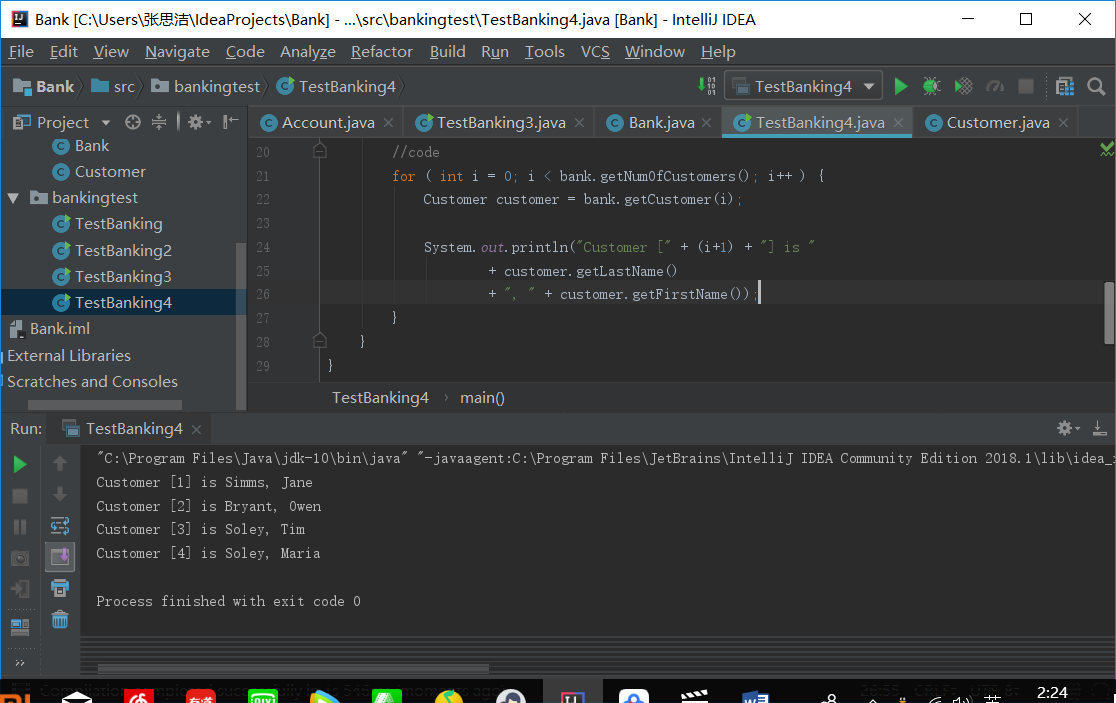 Bank [C:\Users\张思洁\IdeaProjects\Bank] - ...\src\bankingtest\TestBanking4.java [Bank] - IntelliJ IDEA
File Edit View Navigate Code Analyze Refactor Build Run Tools VCS Window Help
Bank src bankingtest TestBanking4 TestBanking4
Project
Account.java TestBanking3.java Bank.java TestBanking4.java Customer.java
Bank
Customer
bankingtest
TestBanking
TestBanking2
TestBanking3
TestBanking4
Bank.iml
External Libraries
Scratches and Consoles
20 //code
21 for ( int i = 0; i < bank.getNumOfCustomers(); i++ ) {
22 Customer customer = bank.getCustomer(i);
23
24 System.out.println("Customer [" + (i+1) + "] is "
25 + customer.getLastName()
26 + ", " + customer.getFirstName());
27 }
28 }
29 }
TestBanking4 › main()
Run: TestBanking4
"C:\Program Files\Java\jdk-10\bin\java" "-javaagent:C:\Program Files\JetBrains\IntelliJ IDEA Community Edition 2018.1\lib\idea_
Customer [1] is Simms, Jane
Customer [2] is Bryant, Owen
Customer [3] is Soley, Tim
Customer [4] is Soley, Maria
Process finished with exit code 0
2:24